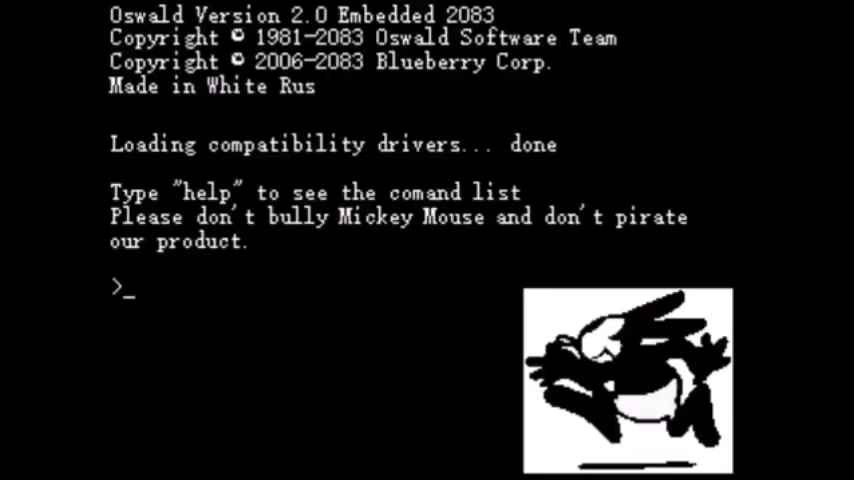 Oswald Version 2.0 Embedded 2083
Copyright © 1981-2083 Oswald Software Team
Copyright © 2006-2083 Blueberry Corp.
Made in White Rus
Loading compatibility drivers... done
Type "help" to see the comand list
Please don't bully Mickey Mouse and don't pirate
our product.
>_